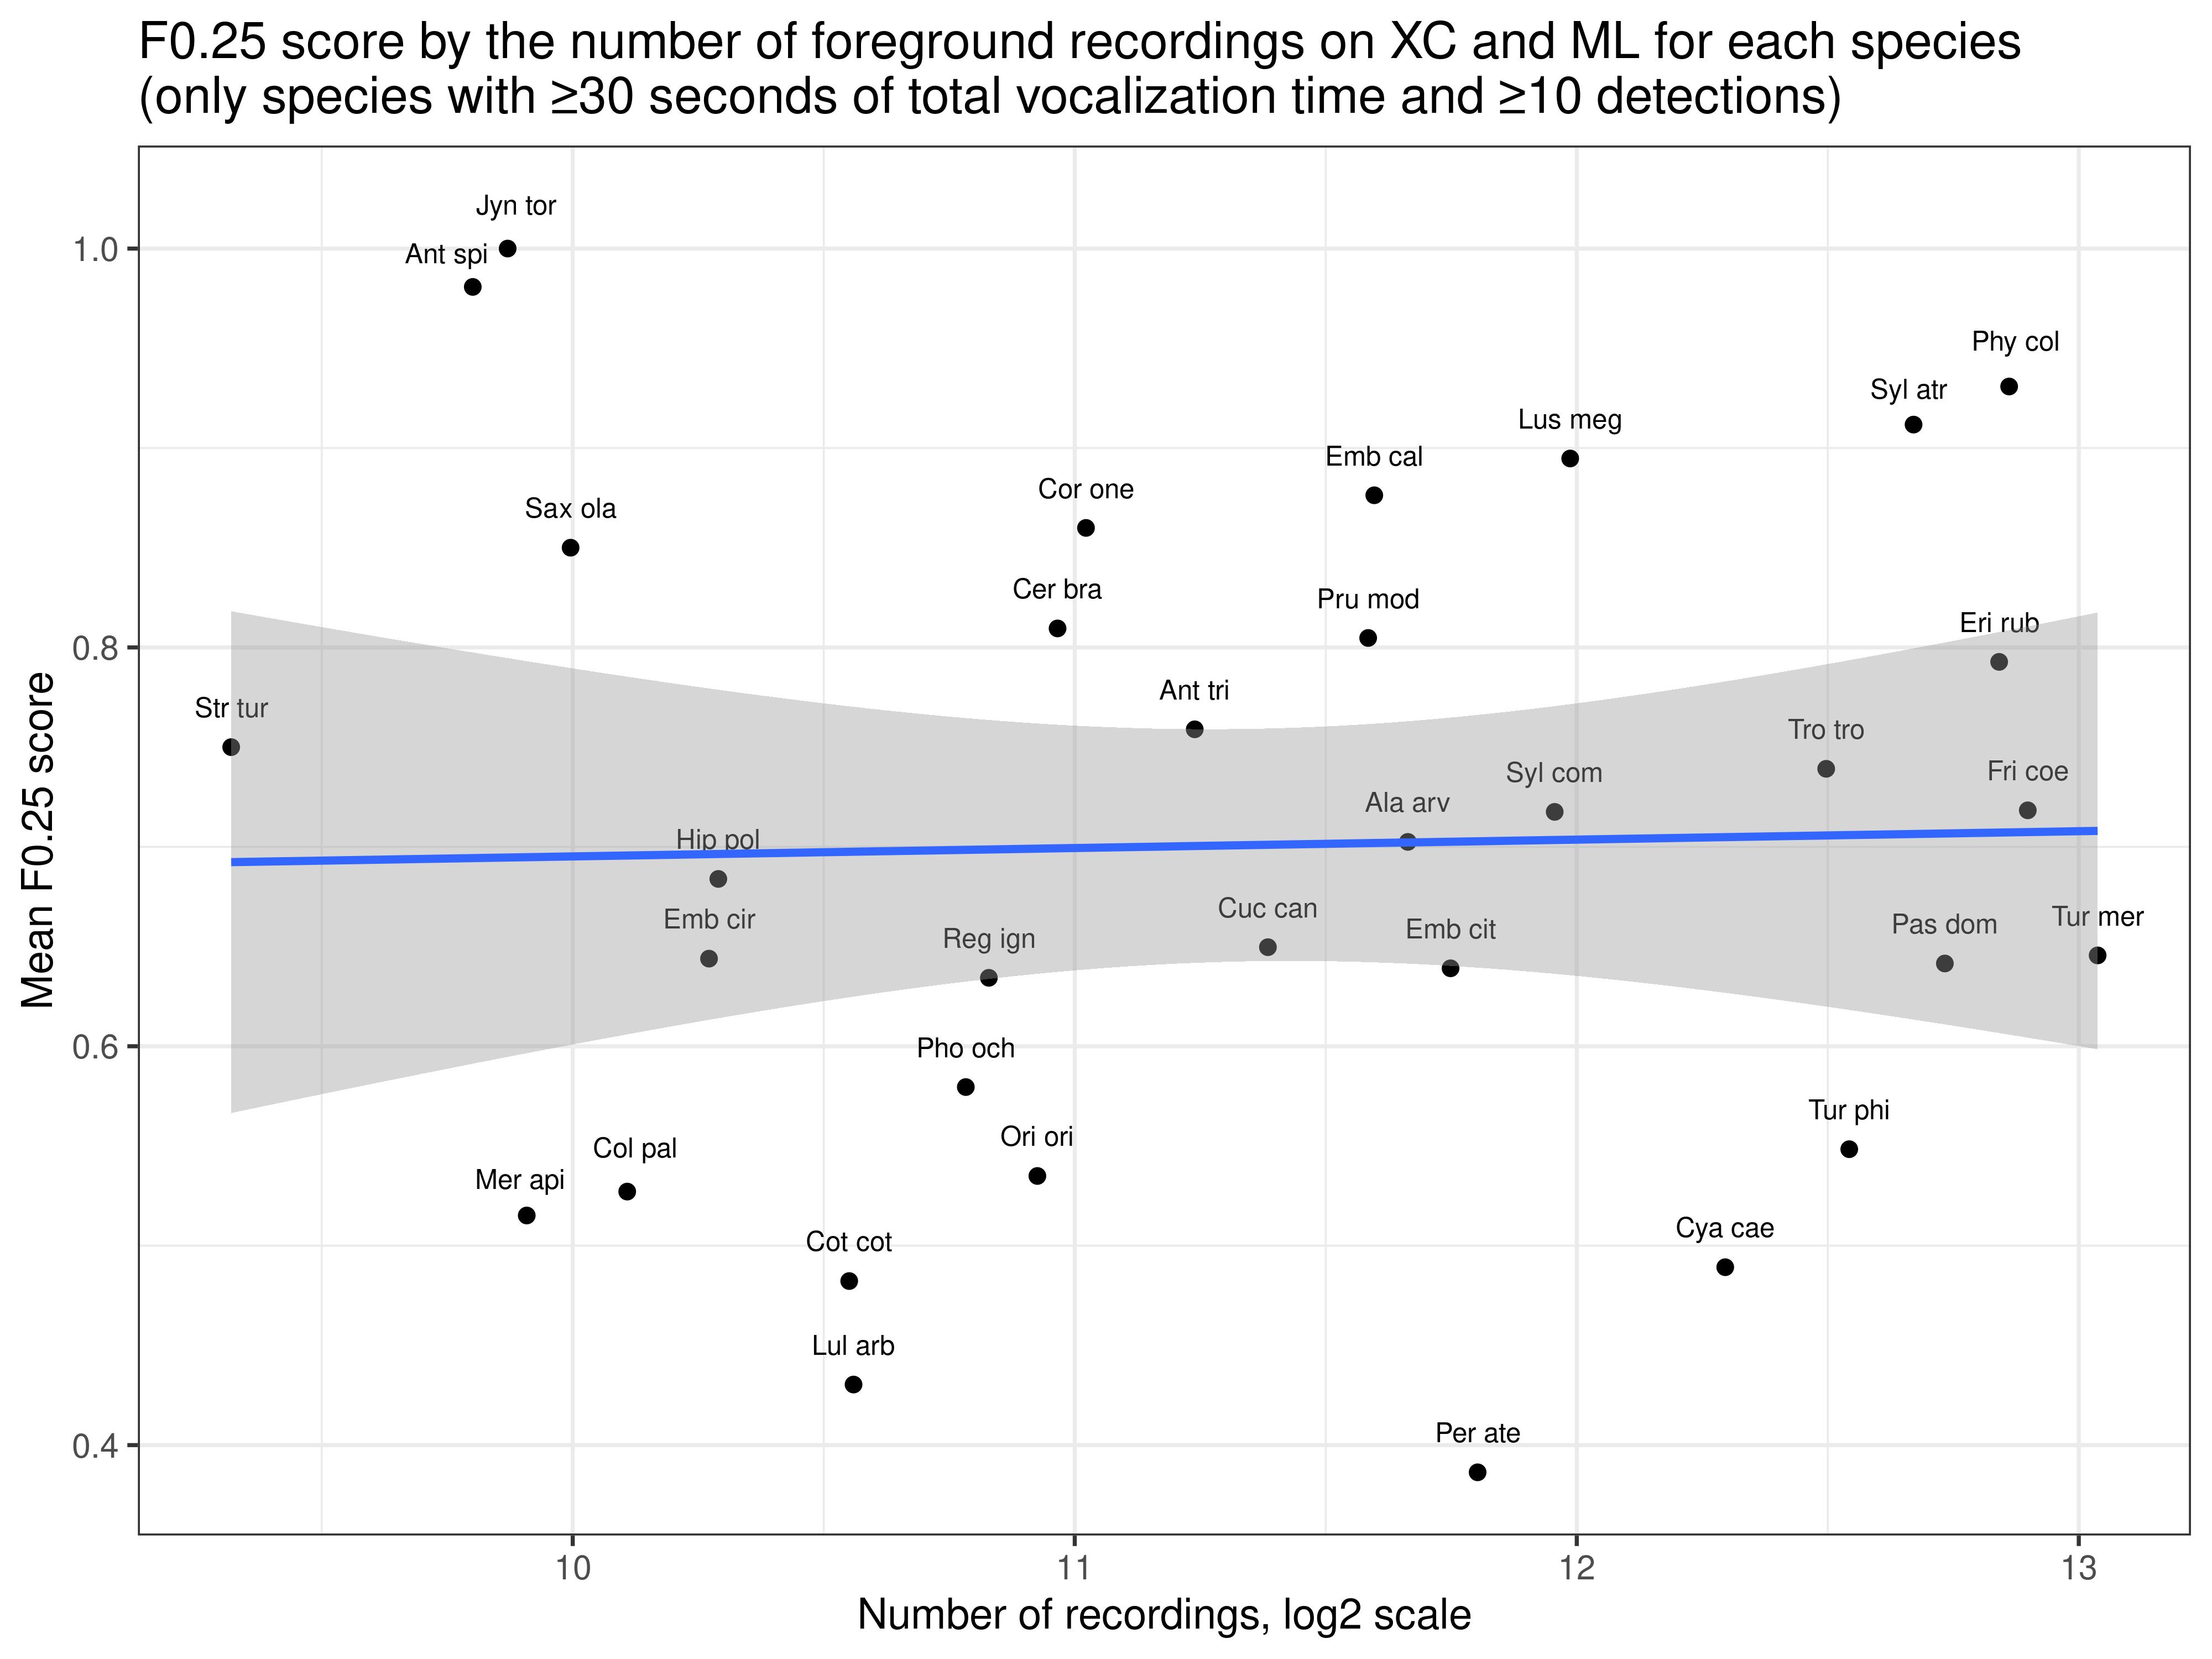 F0.25 score by the number of foreground recordings on XC and ML for each species
(only species with ≥30 seconds of total vocalization time and ≥10 detections)
Mean F0.25 score
1.0
0.8
0.6
0.4
Jyn tor
Ant spi
Phy col
Syl atr
Lus meg
Emb cal
Cor one
Sax ola
Cer bra
Pru mod
Eri rub
Ant tri
Str tur
Tro tro
Syl com
Fri coe
Ala arv
Hip pol
Cuc can
Tur mer
Emb cir
Pas dom
Emb cit
Reg ign
Pho och
Tur phi
Ori ori
Col pal
Mer api
Cya cae
Cot cot
Lul arb
Per ate
10
11
12
13
Number of recordings, log2 scale